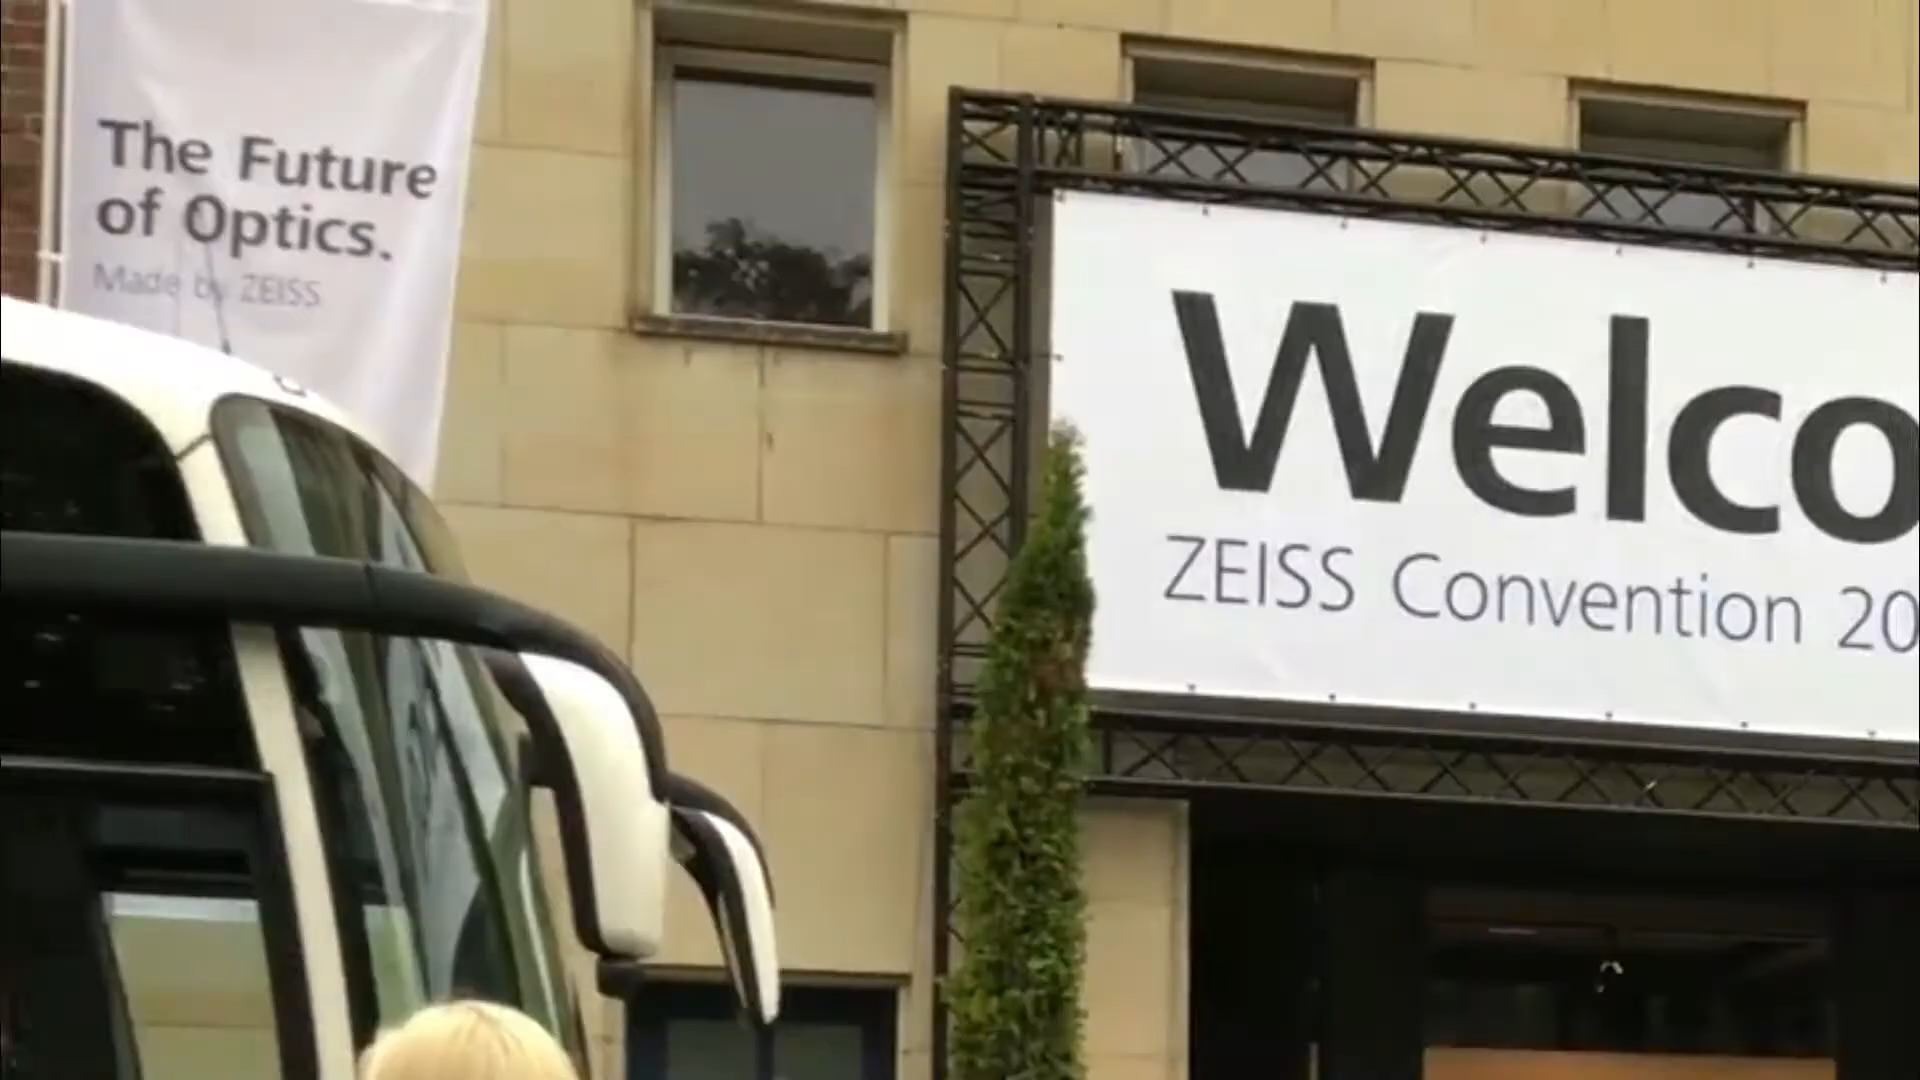 The Future
of Optics.
Made by ZEISS
Welco
ZEISS Convention 20